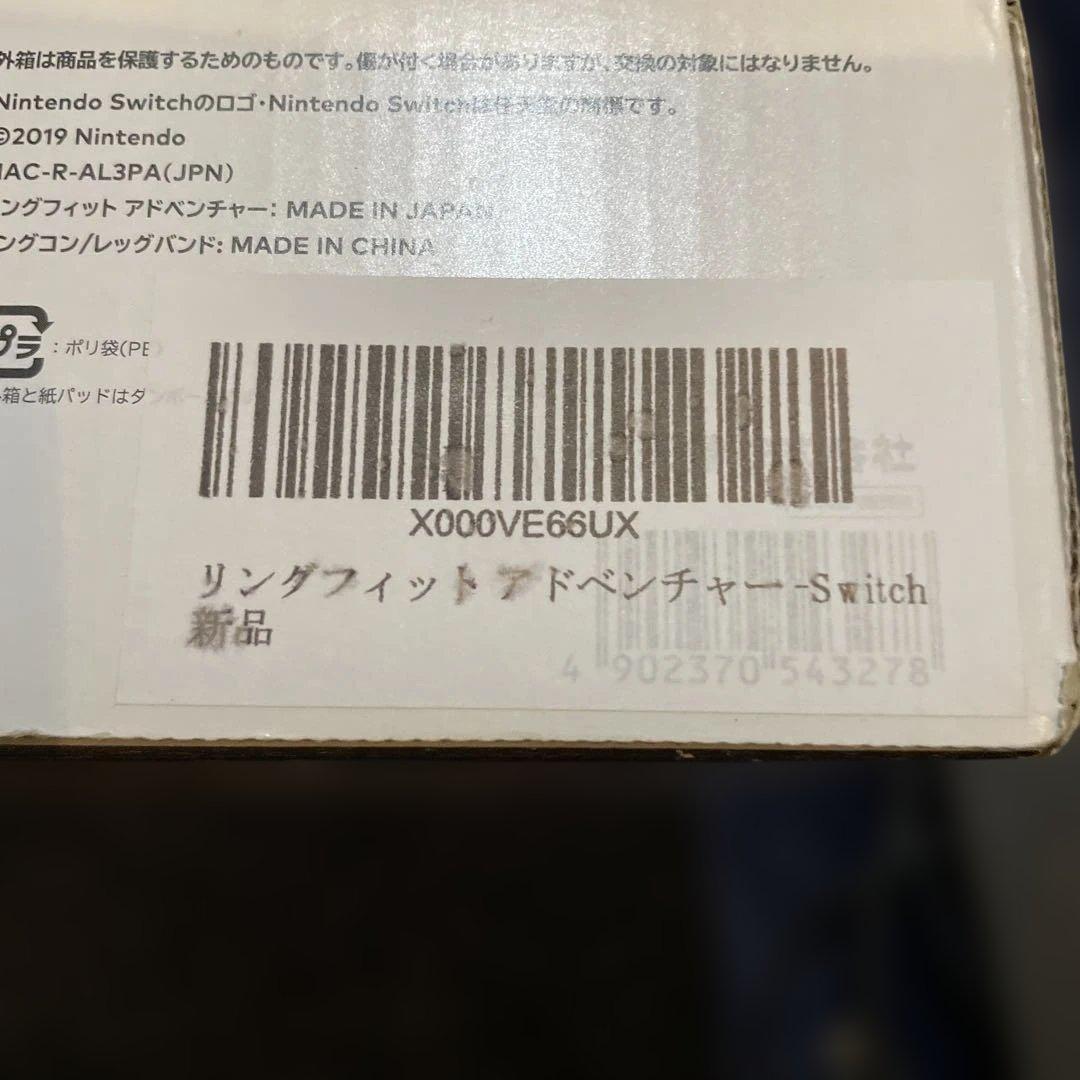 外箱は商品を保護するためのものです。傷が付く場合がありますが、交換の対象にはなりません。
Nintendo Switchのロゴ・Nintendo Switchは任天堂の商標です。
©2019 Nintendo
HAC-R-AL3PA(JPN)
ングフィット アドベンチャー: MADE IN JAPAN
ングコン/レッグバンド: MADE IN CHINA
プラ : ポリ袋(PE)
箱と紙パッドはダンボール
会社
X000VE66UX
リングフィット アドベンチャー -Switch
新品
4 902370 543278